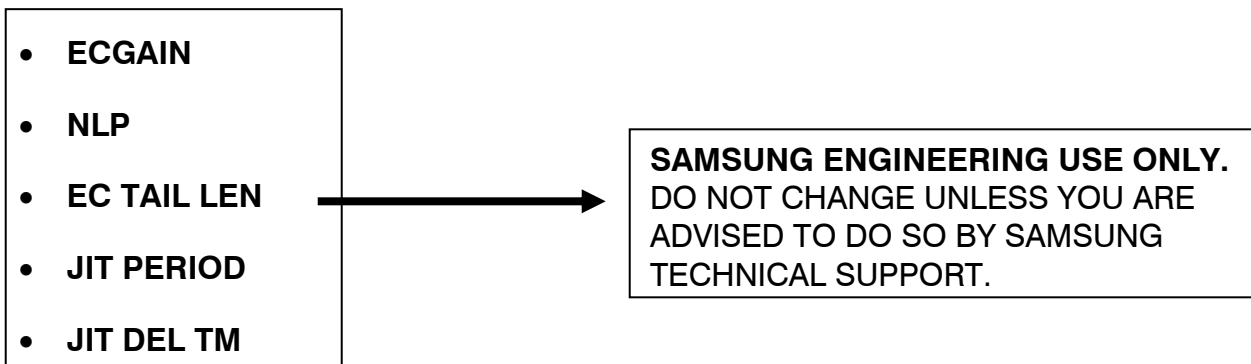 • ECGAIN
• NLP
• EC TAIL LEN
• JIT PERIOD
• JIT DEL TM
SAMSUNG ENGINEERING USE ONLY.
DO NOT CHANGE UNLESS YOU ARE
ADVISED TO DO SO BY SAMSUNG
TECHNICAL SUPPORT.